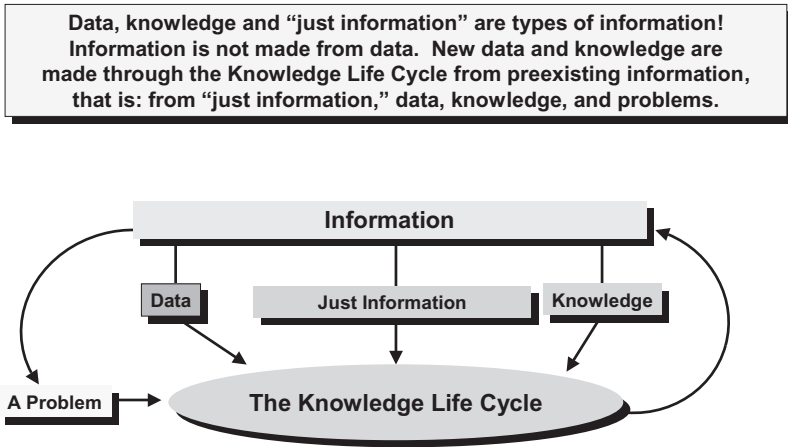 Data, knowledge and “just information” are types of information!
Information is not made from data.  New data and knowledge are
made through the Knowledge Life Cycle from preexisting information,
that is: from “just information,” data, knowledge, and problems.
Information
Data
Just Information
Knowledge
A Problem
The Knowledge Life Cycle